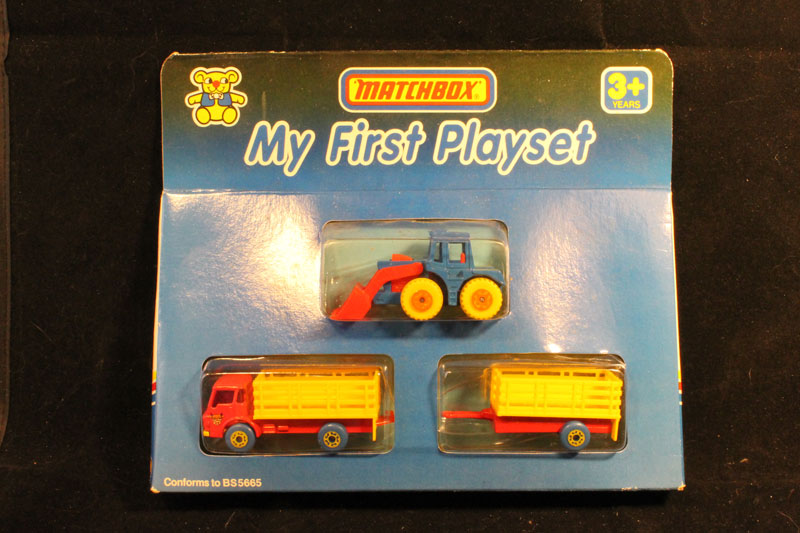 MATCHBOX
3+
YEARS
My First Playset
Conforms to BS5665